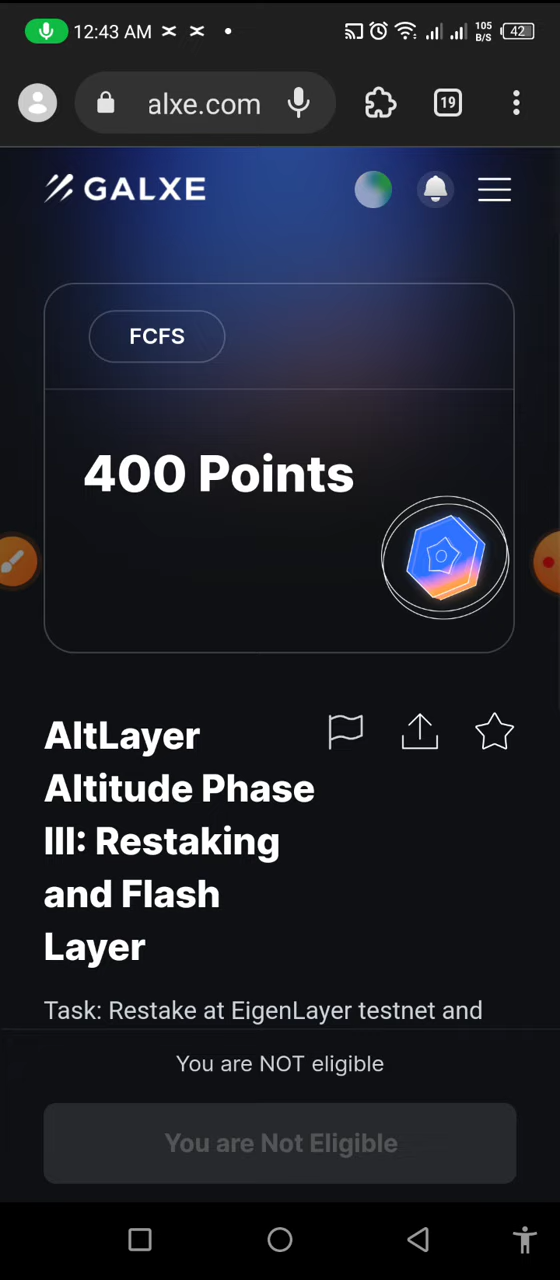 12:43 AM
105
B/S
42
alxe.com
19
GALXE
FCFS
400 Points
AltLayer
Altitude Phase
III: Restaking
and Flash
Layer
Task: Restake at EigenLayer testnet and
You are NOT eligible
You are Not Eligible